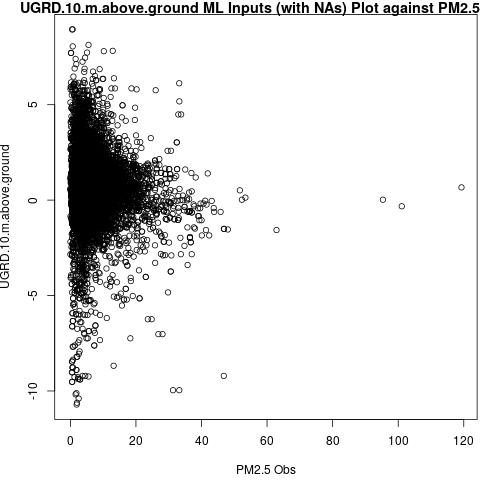 UGRD.10.m.above.ground ML Inputs (with NAs) Plot against PM2.5
UGRD.10.m.above.ground
5
0
-5
-10
0 20 40 60 80 100 120
PM2.5 Obs